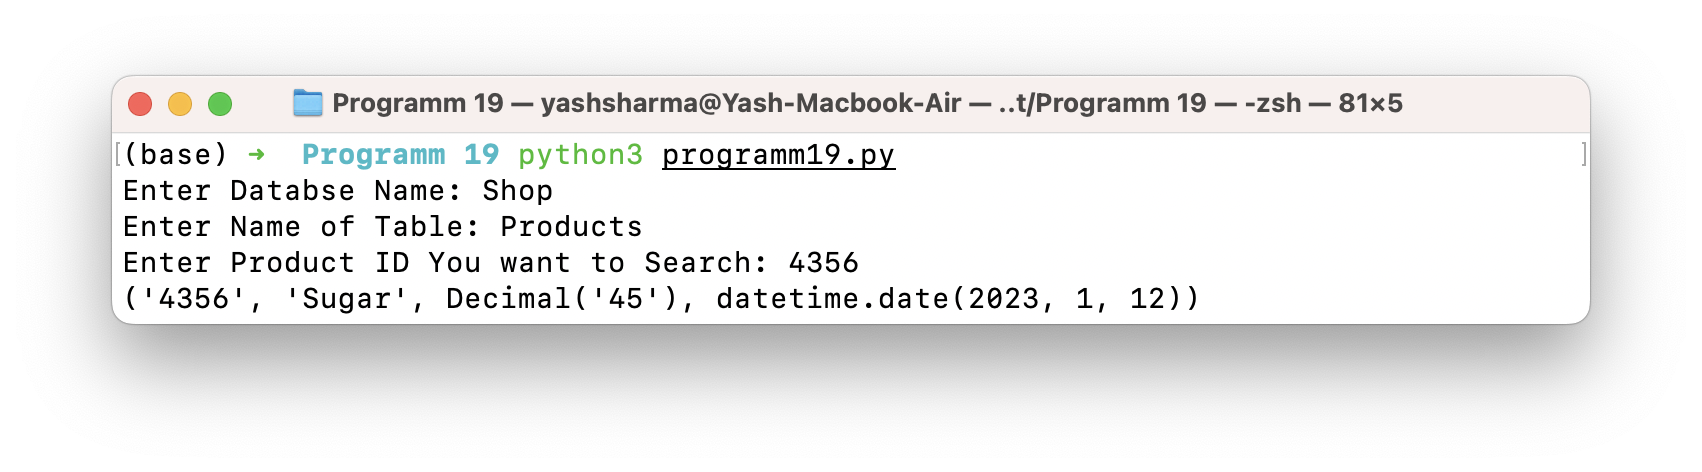 Programm 19 — yashsharma@Yash-Macbook-Air — ..t/Programm 19 — -zsh — 81×5
[(base) ➜  Programm 19 python3 programm19.py ]
Enter Databse Name: Shop
Enter Name of Table: Products
Enter Product ID You want to Search: 4356
('4356', 'Sugar', Decimal('45'), datetime.date(2023, 1, 12))